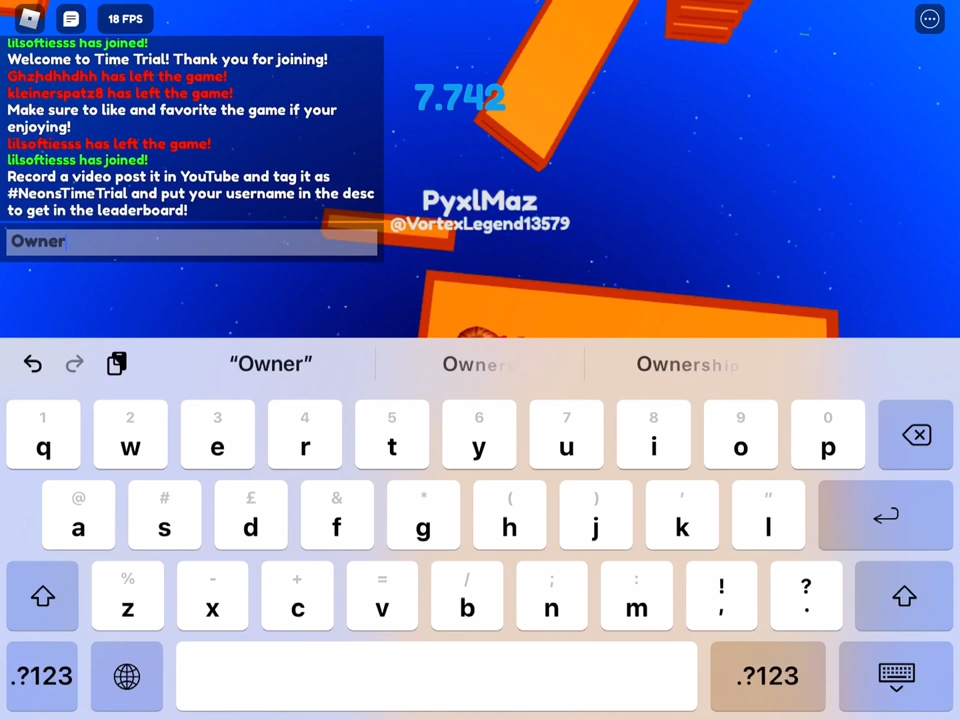 18 FPS
lilsoftiesss has joined!
Welcome to Time Trial! Thank you for joining!
Ghzhdhhdhh has left the game!
kleinerspatz8 has left the game!
Make sure to like and favorite the game if your
enjoying!
lilsoftiesss has left the game!
lilsoftiesss has joined!
Record a video post it in YouTube and tag it as
#NeonsTimeTrial and put your username in the desc
to get in the leaderboard!
Owner
7.742
PyxlMaz
@VortexLegend13579
“Owner” Owners Ownership
1 2 3 4 5 6 7 8 9 0
q w e r t y u i o p
@ # £ & * ( ) ' "
a s d f g h j k l
% - + = / ; : ! ?
z x c v b n m , .
.?123 .?123